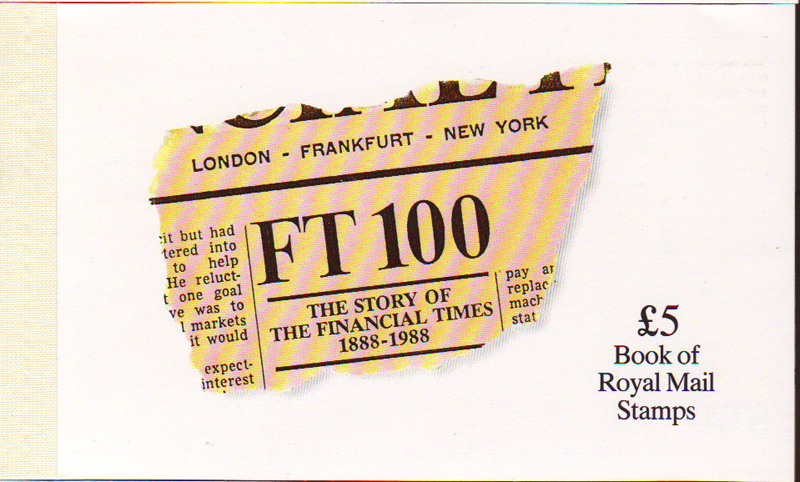 LONDON - FRANKFURT - NEW YORK
FT 100
THE STORY OF
THE FINANCIAL TIMES
1888-1988
it but had
tered into
to help
He reluct-
one goal
ve was to
l markets
it would
expect-
interest
pay
replac
mach
stat
£5
Book of
Royal Mail
Stamps